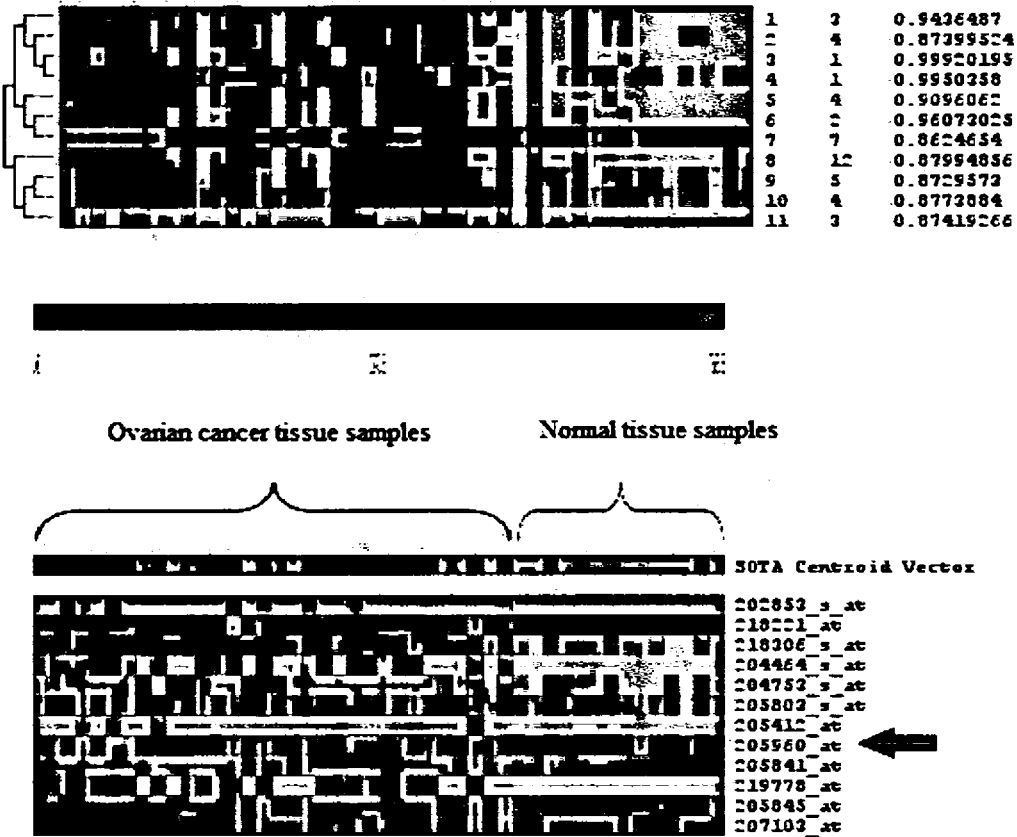 1 3 0.9436487
2 4 0.87399524
3 1 0.99920195
4 1 0.9950358
5 4 0.9096062
6 2 0.96073025
7 7 0.8624654
8 12 0.87994856
9 5 0.8729573
10 4 0.8773884
11 3 0.87419266
Ovarian cancer tissue samples
Normal tissue samples
SOTA Centroid Vector
202853_s_at
218221_at
218306_s_at
204464_s_at
204753_s_at
205803_s_at
205412_at
205960_at
205841_at
219778_at
205845_at
207103_at